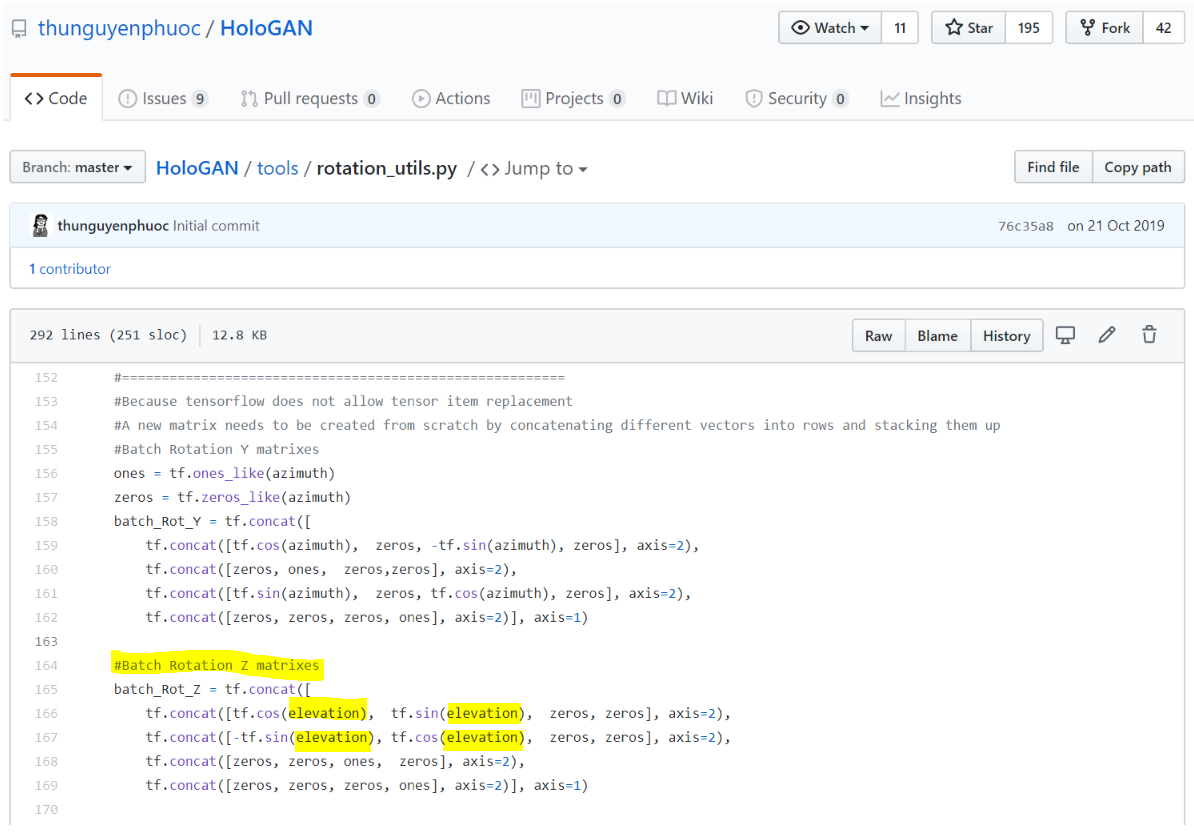 thunguyenphuoc / HoloGAN
Watch 11 Star 195 Fork 42
Code Issues 9 Pull requests 0 Actions Projects 0 Wiki Security 0 Insights
Branch: master HoloGAN / tools / rotation_utils.py / Jump to Find file Copy path
thunguyenphuoc Initial commit 76c35a8 on 21 Oct 2019
1 contributor
292 lines (251 sloc) 12.8 KB Raw Blame History
152 #========================================================
153 #Because tensorflow does not allow tensor item replacement
154 #A new matrix needs to be created from scratch by concatenating different vectors into rows and stacking them up
155 #Batch Rotation Y matrixes
156 ones = tf.ones_like(azimuth)
157 zeros = tf.zeros_like(azimuth)
158 batch_Rot_Y = tf.concat([
159 tf.concat([tf.cos(azimuth),  zeros, -tf.sin(azimuth), zeros], axis=2),
160 tf.concat([zeros, ones,  zeros,zeros], axis=2),
161 tf.concat([tf.sin(azimuth),  zeros, tf.cos(azimuth), zeros], axis=2),
162 tf.concat([zeros, zeros, zeros, ones], axis=2)], axis=1)
163
164 #Batch Rotation Z matrixes
165 batch_Rot_Z = tf.concat([
166 tf.concat([tf.cos(elevation),  tf.sin(elevation),  zeros, zeros], axis=2),
167 tf.concat([-tf.sin(elevation), tf.cos(elevation),  zeros, zeros], axis=2),
168 tf.concat([zeros, zeros, ones,  zeros], axis=2),
169 tf.concat([zeros, zeros, zeros, ones], axis=2)], axis=1)
170